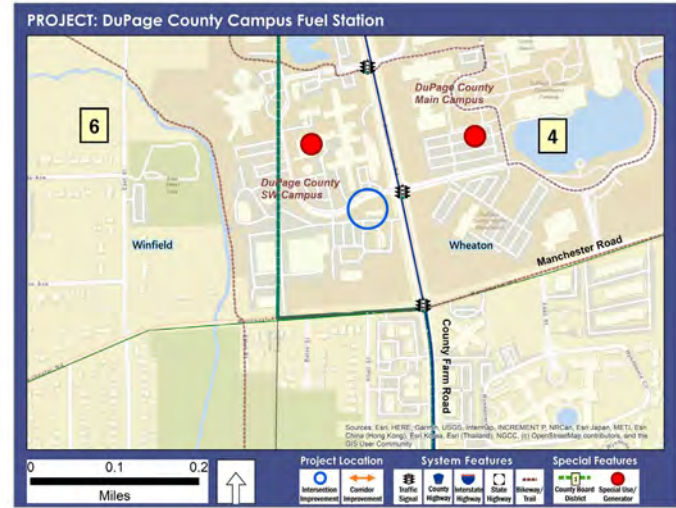 PROJECT: DuPage County Campus Fuel Station
DuPage County
Main Campus
6
4
DuPage County
SW Campus
Winfield
Wheaton
Manchester Road
County Farm Road
Sources: Esri, HERE, Garmin, USGS, Intermap, INCREMENT P, NRCan, Esri Japan, METI, Esri
China (Hong Kong), Esri Korea, Esri (Thailand), NGCC, (c) OpenStreetMap contributors, and the
GIS User Community
0 0.1 0.2
Miles
Project Location
Intersection
Improvement
Corridor
Improvement
System Features
Traffic
Signal
County
Highway
Interstate
Highway
State
Highway
Bikeway/
Trail
Special Features
County Board
District
Special Use/
Generator